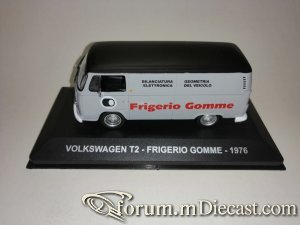 BILANCIATURA GEOMETRIA
ELETTRONICA DEL VEICOLO
Frigerio Gomme
VOLKSWAGEN T2 - FRIGERIO GOMME - 1976
forum.mDiecast.com